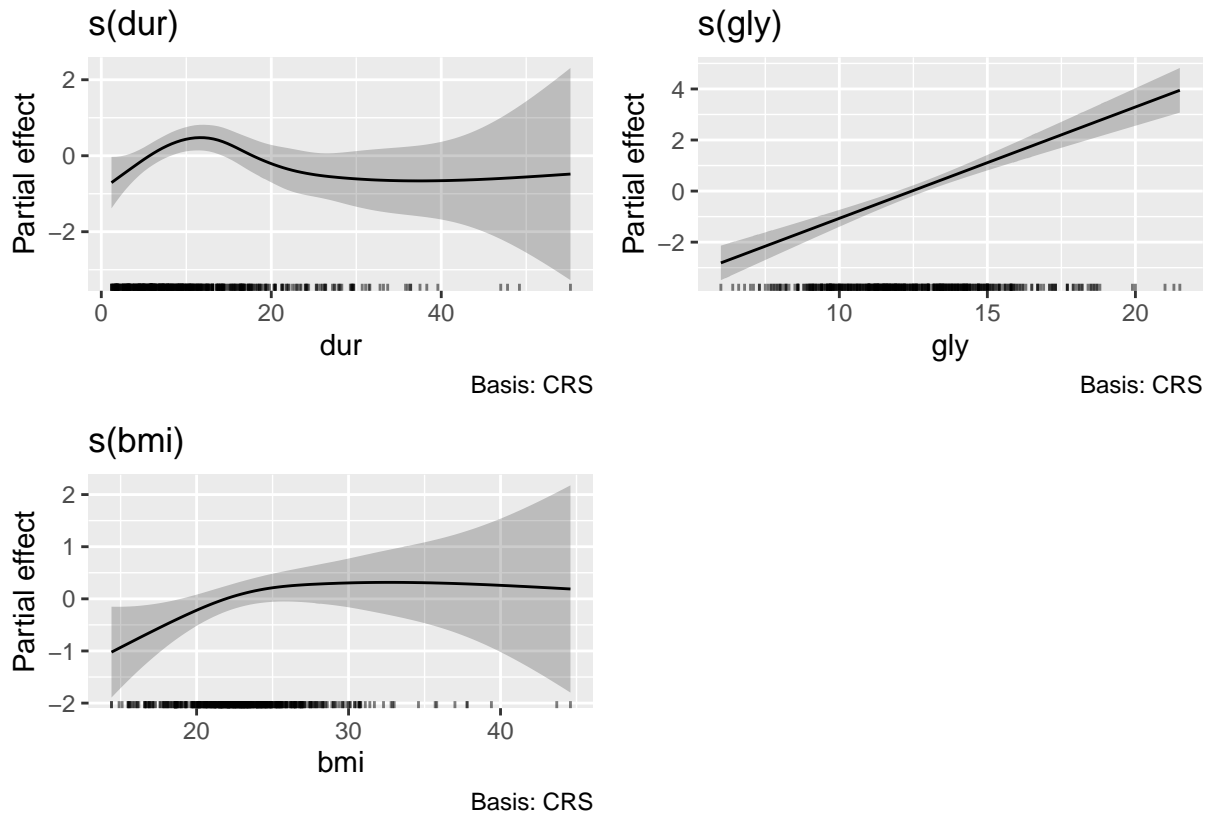 s(dur)
Partial effect
2
0
−2
0
20
40
dur
Basis: CRS
s(gly)
Partial effect
4
2
0
−2
10
15
20
gly
Basis: CRS
s(bmi)
Partial effect
2
1
0
−1
−2
20
30
40
bmi
Basis: CRS